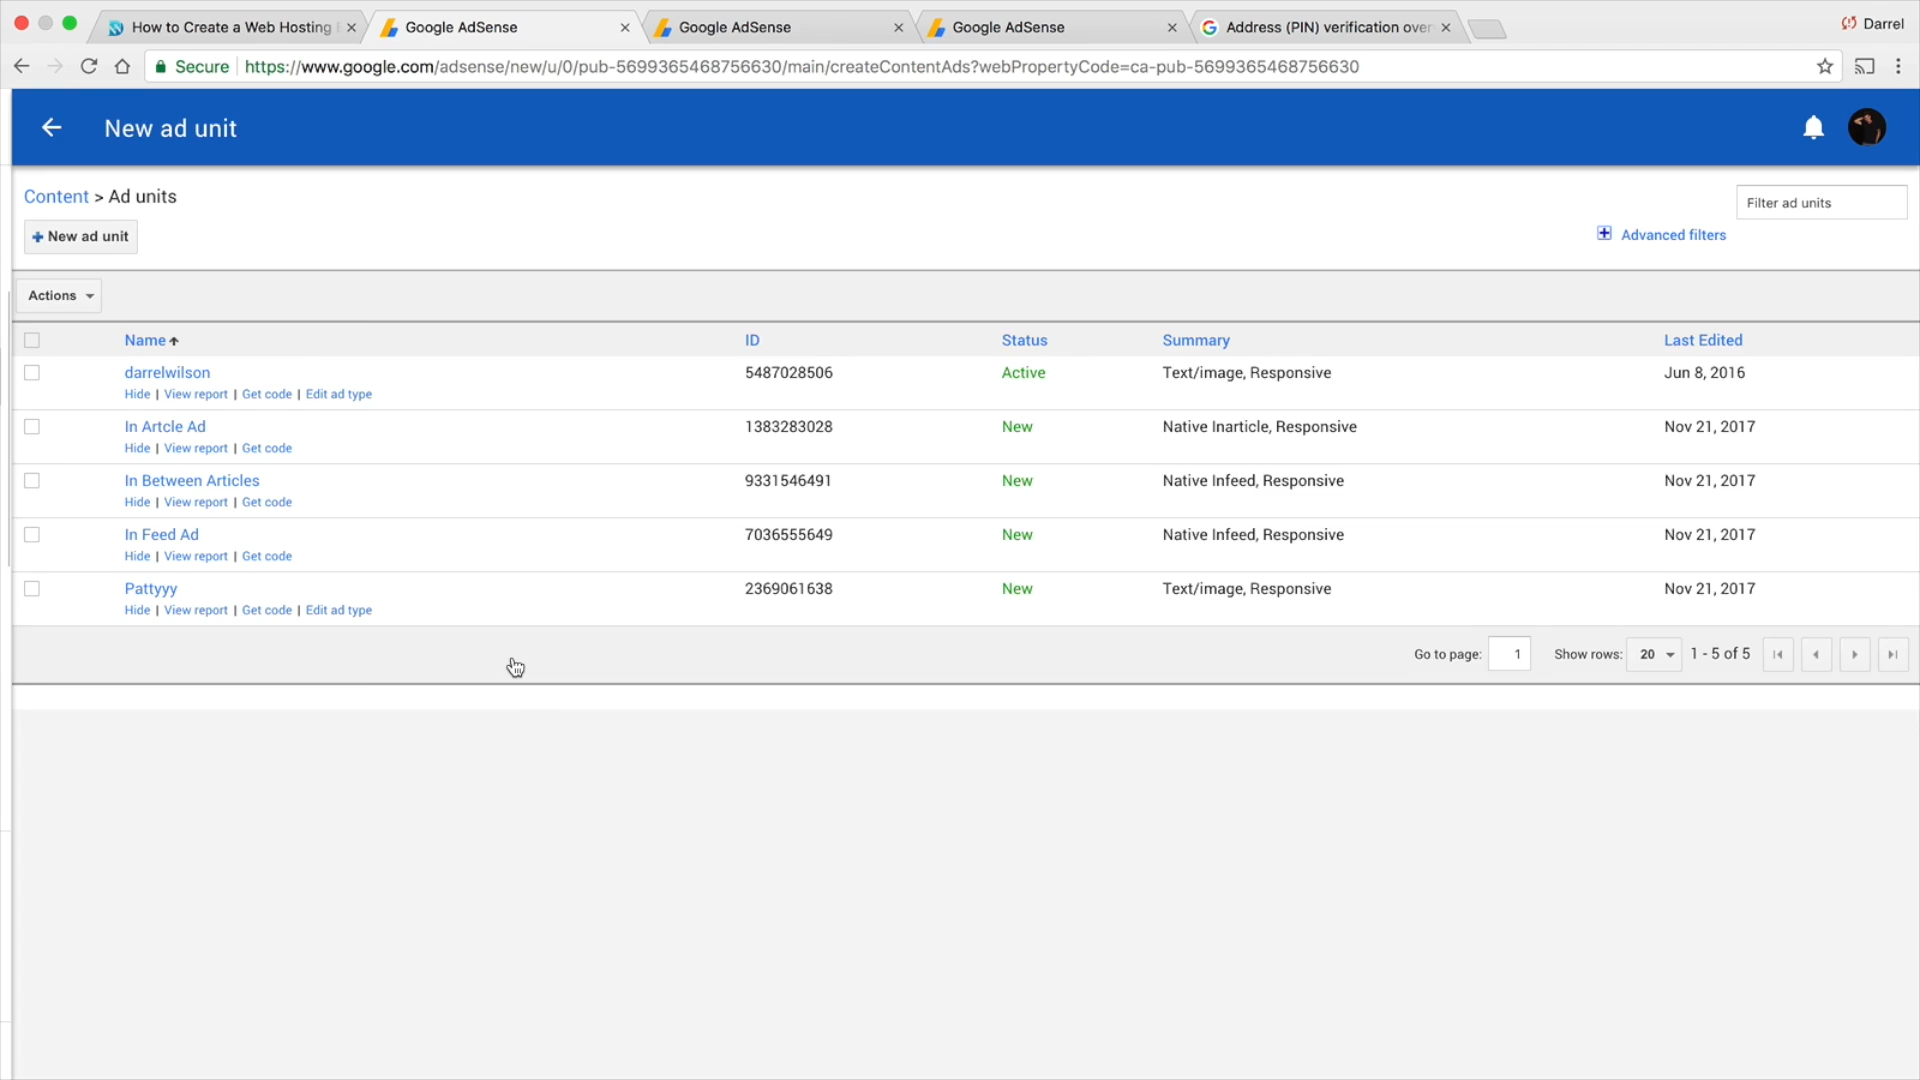 How to Create a Web Hosting
Google AdSense
Google AdSense
Google AdSense
Address (PIN) verification over
Darrel
Secure https://www.google.com/adsense/new/u/0/pub-5699365468756630/main/createContentAds?webPropertyCode=ca-pub-5699365468756630
New ad unit
Content > Ad units
Filter ad units
New ad unit
Advanced filters
Actions
Name ID Status Summary Last Edited
darrelwilson 5487028506 Active Text/image, Responsive Jun 8, 2016
Hide | View report | Get code | Edit ad type
In Artcle Ad 1383283028 New Native Inarticle, Responsive Nov 21, 2017
Hide | View report | Get code
In Between Articles 9331546491 New Native Infeed, Responsive Nov 21, 2017
Hide | View report | Get code
In Feed Ad 7036555649 New Native Infeed, Responsive Nov 21, 2017
Hide | View report | Get code
Pattyyy 2369061638 New Text/image, Responsive Nov 21, 2017
Hide | View report | Get code | Edit ad type
Go to page: 1 Show rows: 20 1 - 5 of 5